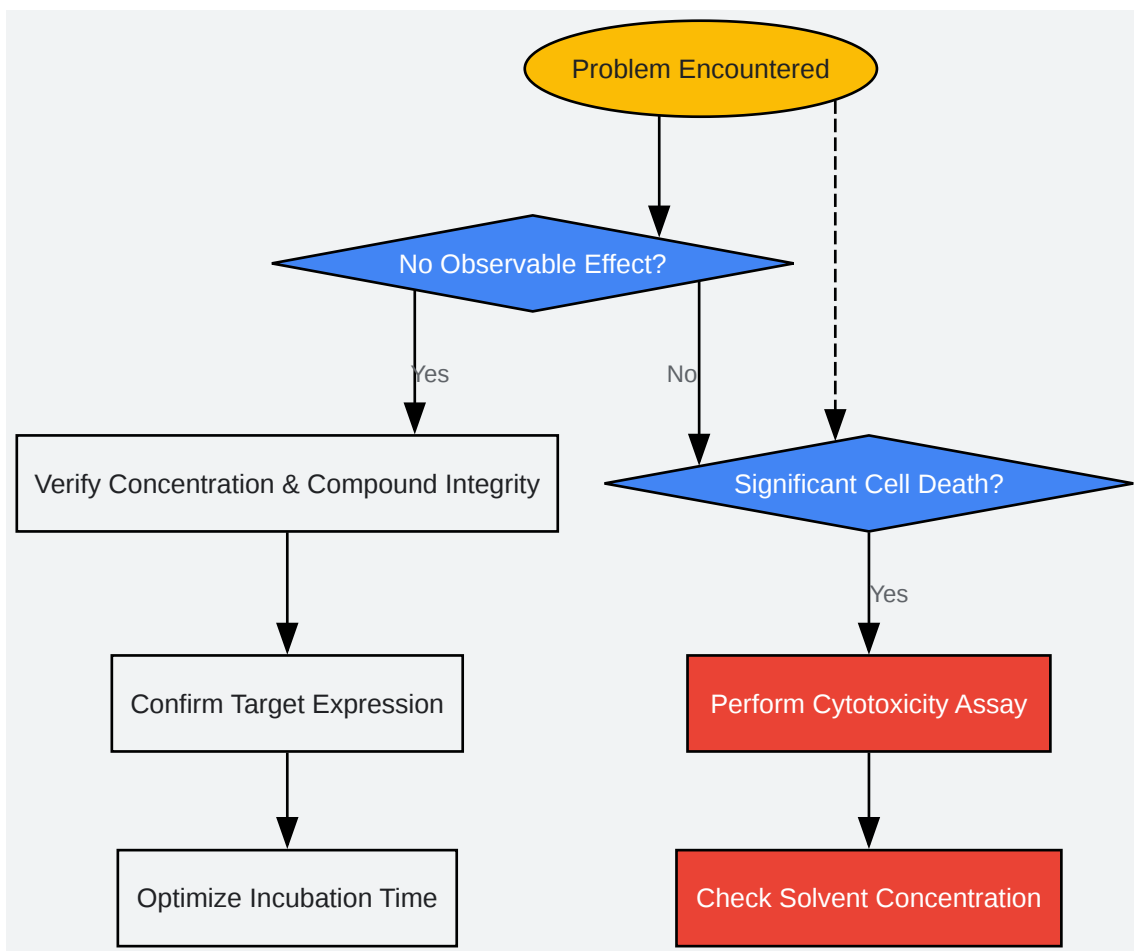 Problem Encountered
No Observable Effect?
Yes
No
Verify Concentration & Compound Integrity
Significant Cell Death?
Yes
Confirm Target Expression
Perform Cytotoxicity Assay
Optimize Incubation Time
Check Solvent Concentration